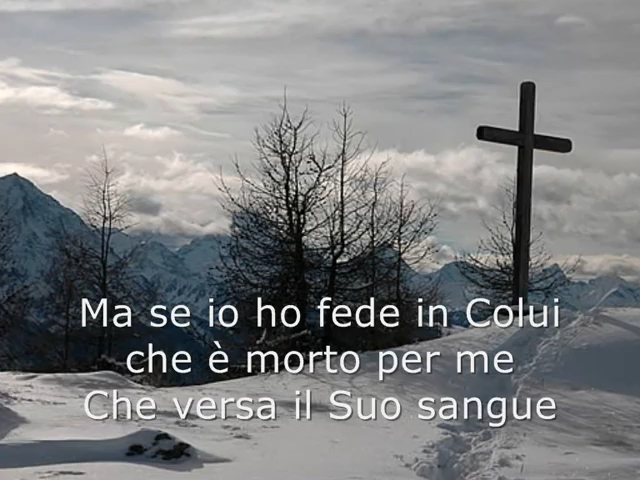 Ma se io ho fede in Colui
che è morto per me
Che versa il Suo sangue